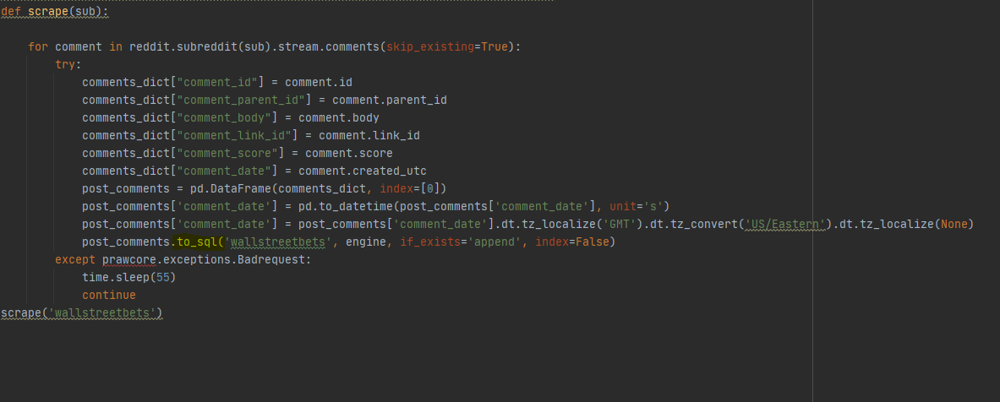 def scrape(sub):
    for comment in reddit.subreddit(sub).stream.comments(skip_existing=True):
        try:
            comments_dict["comment_id"] = comment.id
            comments_dict["comment_parent_id"] = comment.parent_id
            comments_dict["comment_body"] = comment.body
            comments_dict["comment_link_id"] = comment.link_id
            comments_dict["comment_score"] = comment.score
            comments_dict["comment_date"] = comment.created_utc
            post_comments = pd.DataFrame(comments_dict, index=[0])
            post_comments['comment_date'] = pd.to_datetime(post_comments['comment_date'], unit='s')
            post_comments['comment_date'] = post_comments['comment_date'].dt.tz_localize('GMT').dt.tz_convert('US/Eastern').dt.tz_localize(None)
            post_comments.to_sql('wallstreetbets', engine, if_exists='append', index=False)
        except prawcore.exceptions.Badrequest:
            time.sleep(55)
            continue
scrape('wallstreetbets')